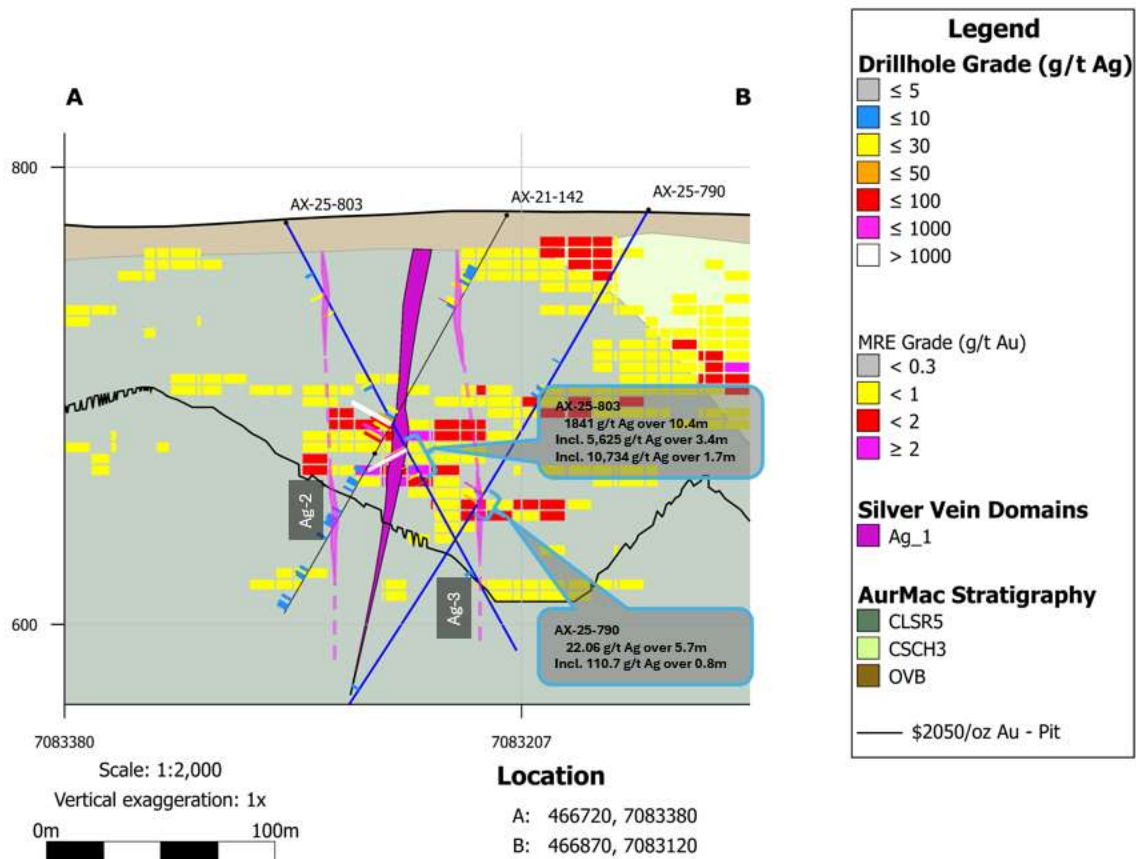 A
B
800
AX-25-803
AX-21-142
AX-25-790
AX-25-803
1841 g/t Ag over 10.4m
Incl. 5,625 g/t Ag over 3.4m
Incl. 10,734 g/t Ag over 1.7m
Ag-2
Ag-3
600
AX-25-790
22.06 g/t Ag over 5.7m
Incl. 110.7 g/t Ag over 0.8m
7083380
7083207
Scale: 1:2,000
Vertical exaggeration: 1x
0m
100m
Location
A: 466720, 7083380
B: 466870, 7083120
Legend
Drillhole Grade (g/t Ag)
≤ 5
≤ 10
≤ 30
≤ 50
≤ 100
≤ 1000
> 1000
MRE Grade (g/t Au)
< 0.3
< 1
< 2
≥ 2
Silver Vein Domains
Ag_1
AurMac Stratigraphy
CLSR5
CSCH3
OVB
$2050/oz Au - Pit